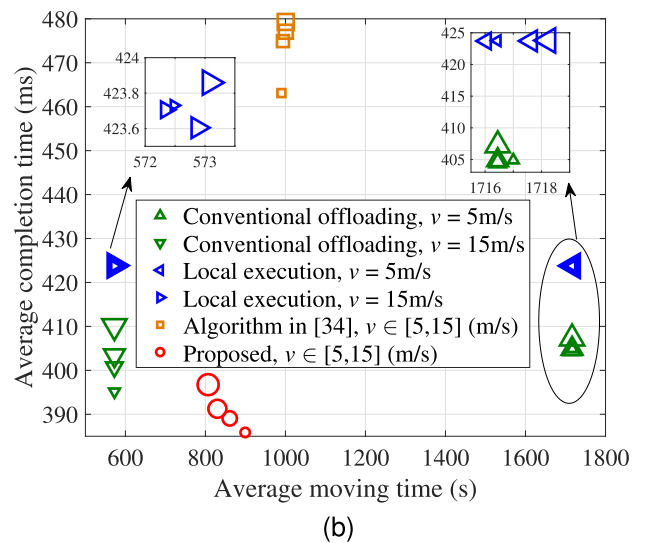 480
470
460
450
440
430
420
410
400
390
Average completion time (ms)
424
423.8
423.6
572
573
425
420
415
410
405
1716
1718
Conventional offloading, v = 5m/s
Conventional offloading, v = 15m/s
Local execution, v = 5m/s
Local execution, v = 15m/s
Algorithm in [34], v ∈ [5,15] (m/s)
Proposed, v ∈ [5,15] (m/s)
600 800 1000 1200 1400 1600 1800
Average moving time (s)
(b)